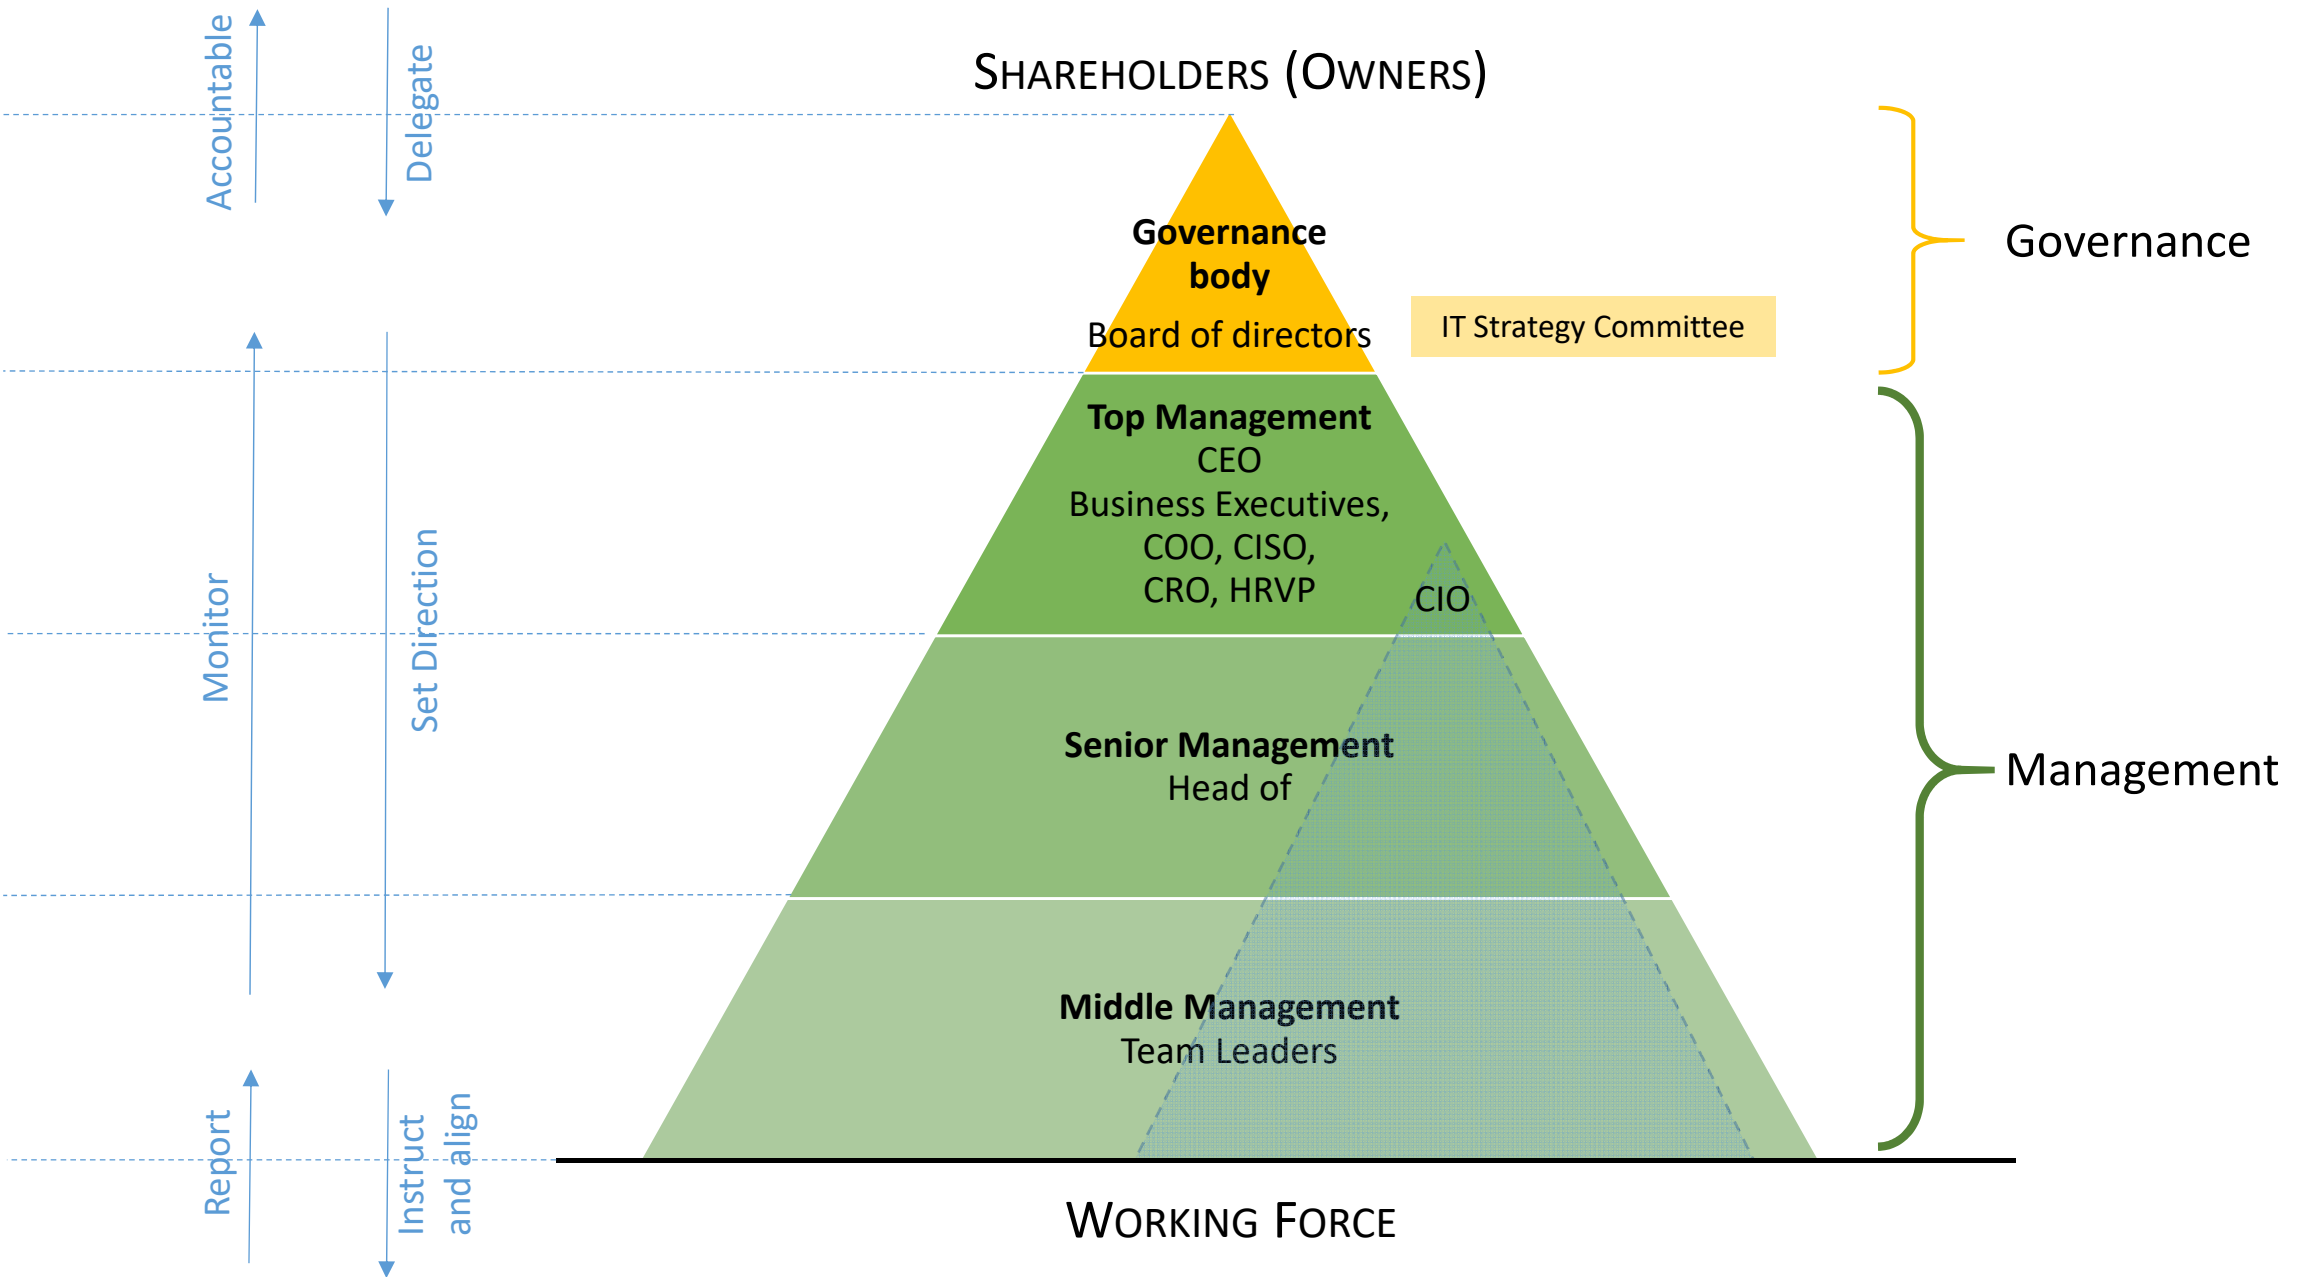 SHAREHOLDERS (OWNERS)
Accountable
Delegate
Governance
body
Board of directors
IT Strategy Committee
Governance
Top Management
CEO
Business Executives,
COO, CISO,
CRO, HRVP
CIO
Monitor
Set Direction
Senior Management
Head of
Management
Middle Management
Team Leaders
Report
Instruct
and align
WORKING FORCE